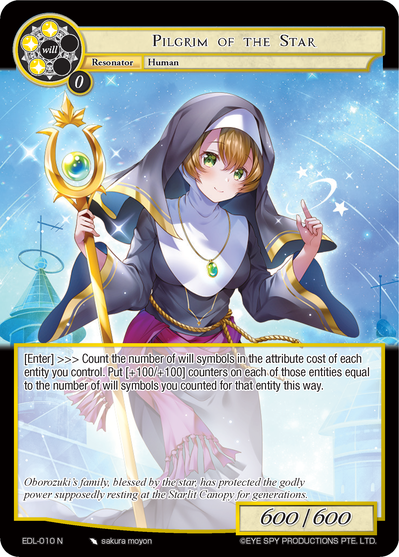 PILGRIM OF THE STAR
will
Resonator Human
0
[Enter] >>> Count the number of will symbols in the attribute cost of each
entity you control. Put [+100/+100] counters on each of those entities equal
to the number of will symbols you counted for that entity this way.
Oborozuki's family, blessed by the star, has protected the godly
power supposedly resting at the Starlit Canopy for generations.
600/600
EDL-010 N sakura moyon ©EYE SPY PRODUCTIONS PTE. LTD.